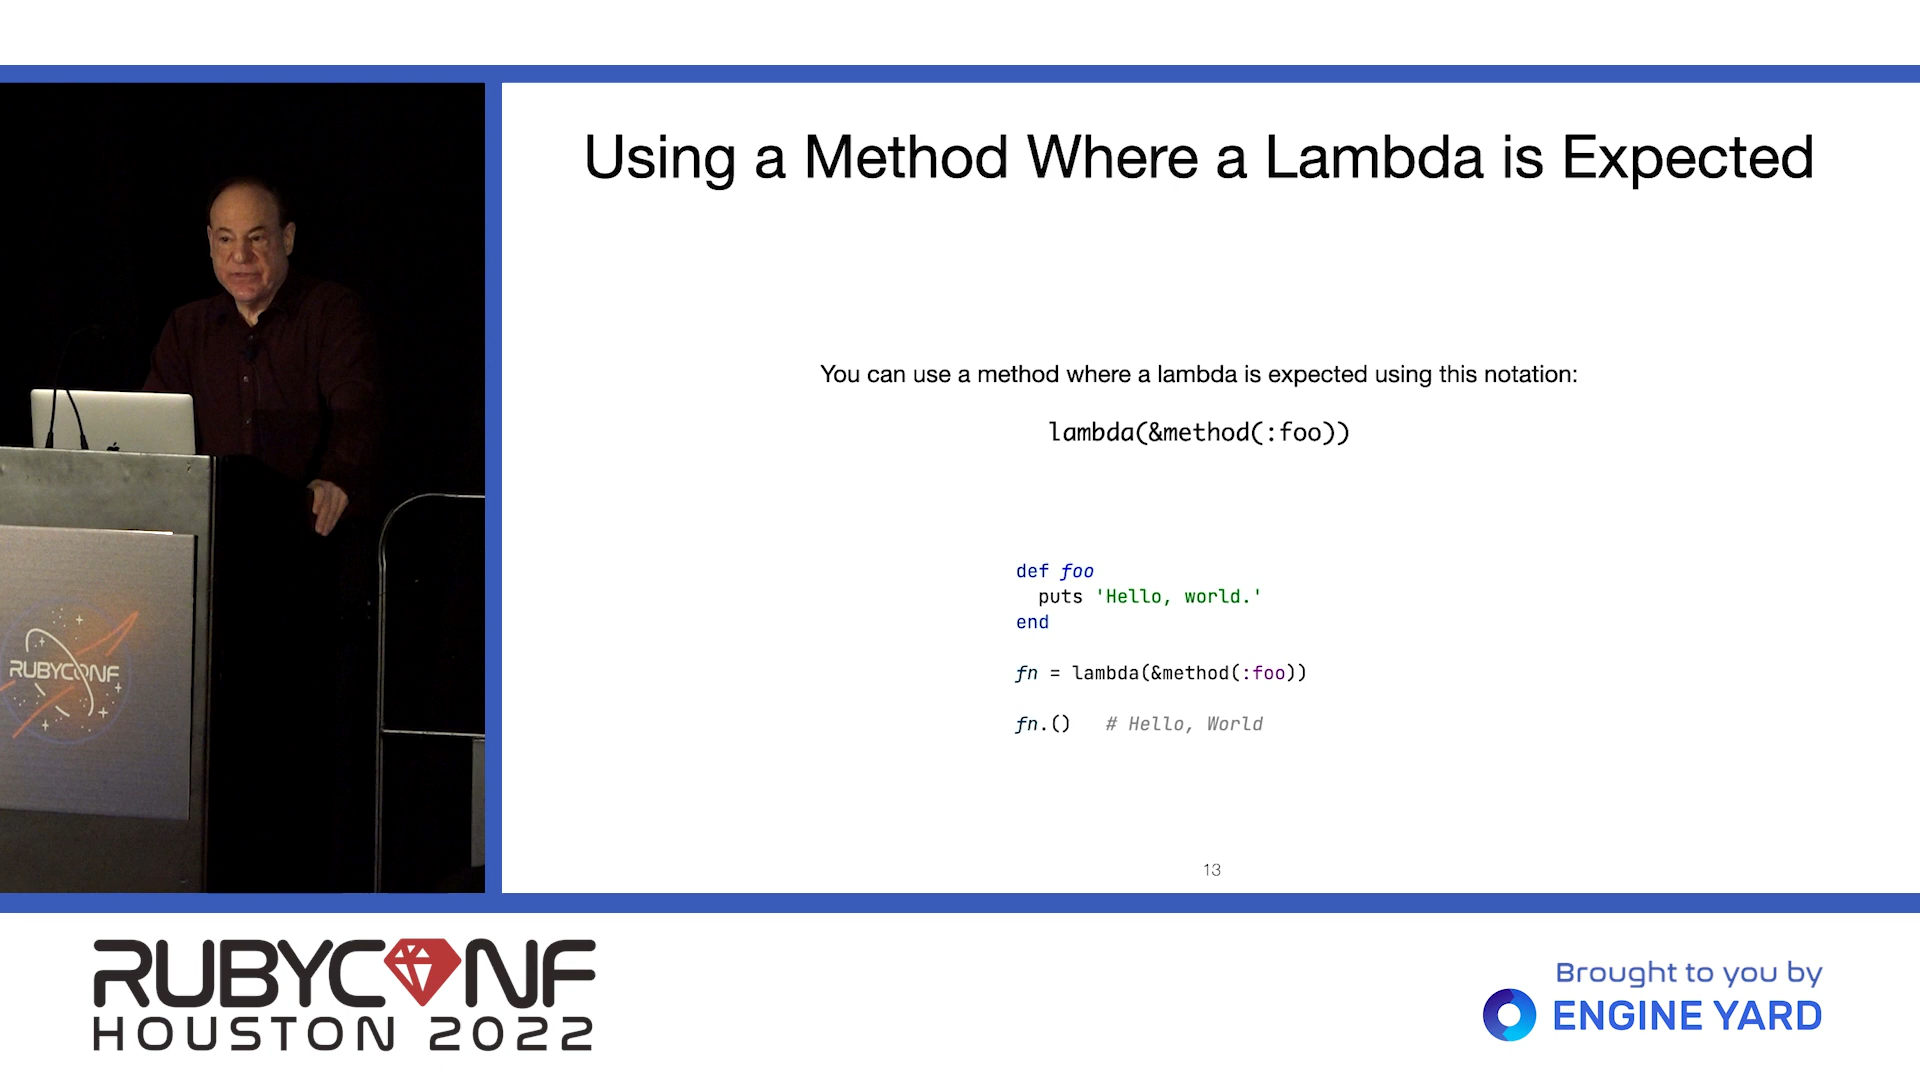 Using a Method Where a Lambda is Expected
You can use a method where a lambda is expected using this notation:
lambda(&method(:foo))
def foo
  puts 'Hello, world.'
end
fn = lambda(&method(:foo))
fn.()   # Hello, World
13
RUBYCONF
RUBYCONF
HOUSTON 2022
Brought to you by
ENGINE YARD